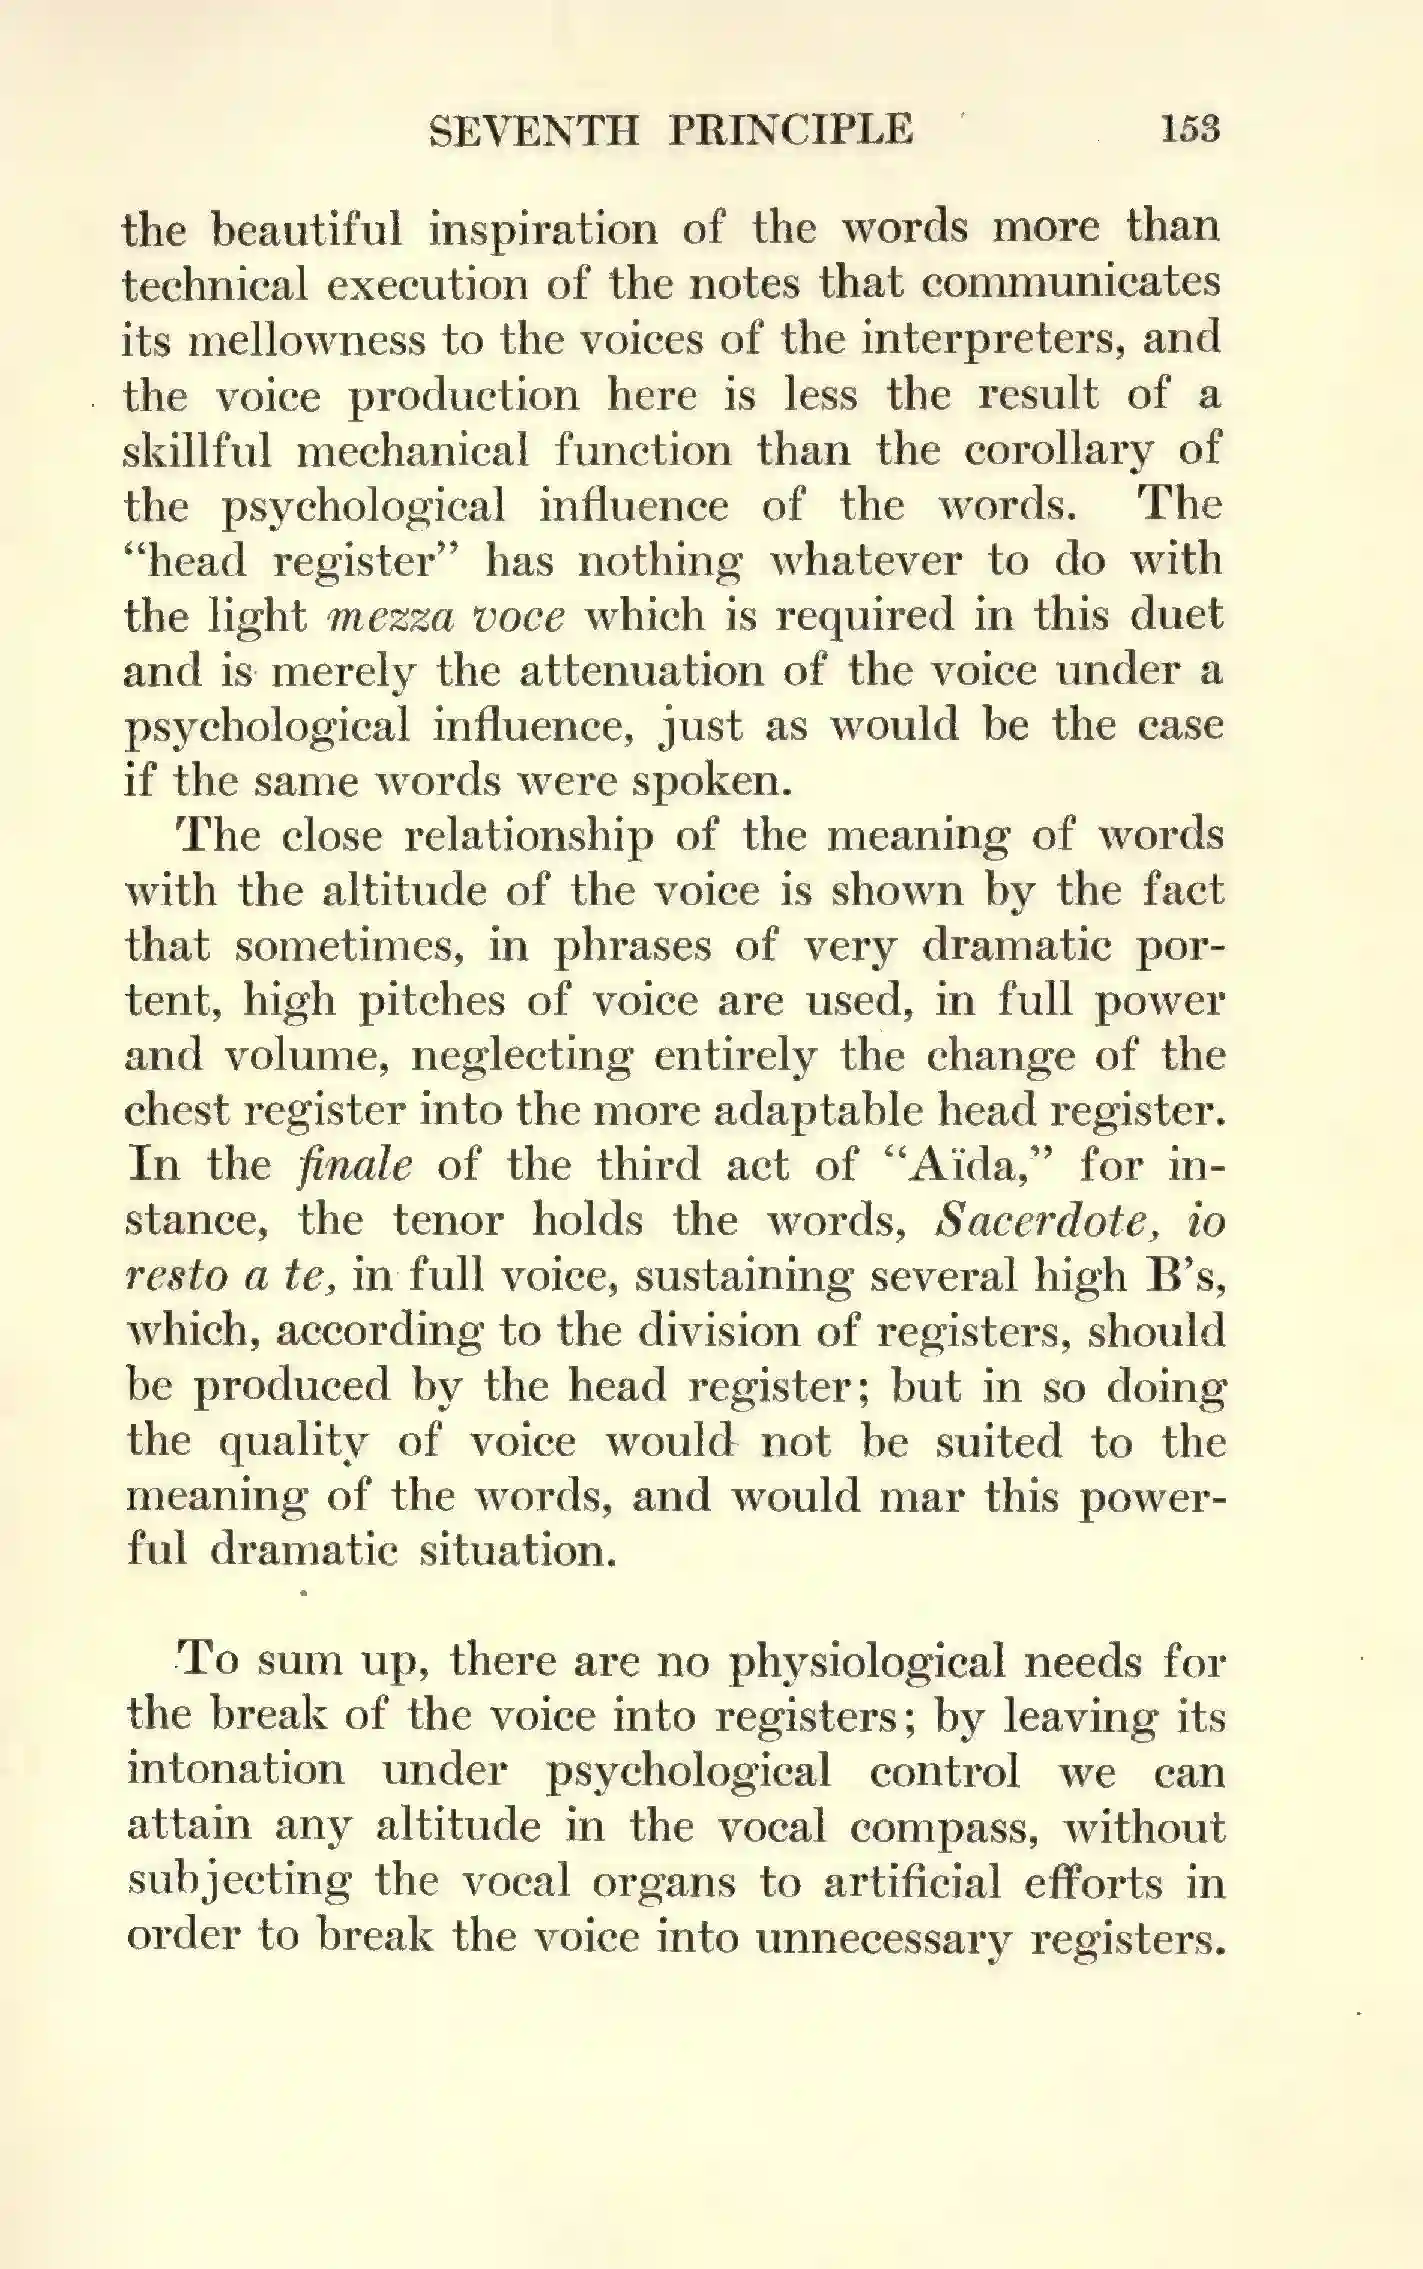 SEVENTH PRINCIPLE 153
the beautiful inspiration of the words more than
technical execution of the notes that communicates
its mellowness to the voices of the interpreters, and
the voice production here is less the result of a
skillful mechanical function than the corollary of
the psychological influence of the words. The
“head register” has nothing whatever to do with
the light mezza voce which is required in this duet
and is merely the attenuation of the voice under a
psychological influence, just as would be the case
if the same words were spoken.
The close relationship of the meaning of words
with the altitude of the voice is shown by the fact
that sometimes, in phrases of very dramatic por-
tent, high pitches of voice are used, in full power
and volume, neglecting entirely the change of the
chest register into the more adaptable head register.
In the finale of the third act of “Aïda,” for in-
stance, the tenor holds the words, Sacerdote, io
resto a te, in full voice, sustaining several high B’s,
which, according to the division of registers, should
be produced by the head register; but in so doing
the quality of voice would not be suited to the
meaning of the words, and would mar this power-
ful dramatic situation.
To sum up, there are no physiological needs for
the break of the voice into registers; by leaving its
intonation under psychological control we can
attain any altitude in the vocal compass, without
subjecting the vocal organs to artificial efforts in
order to break the voice into unnecessary registers.